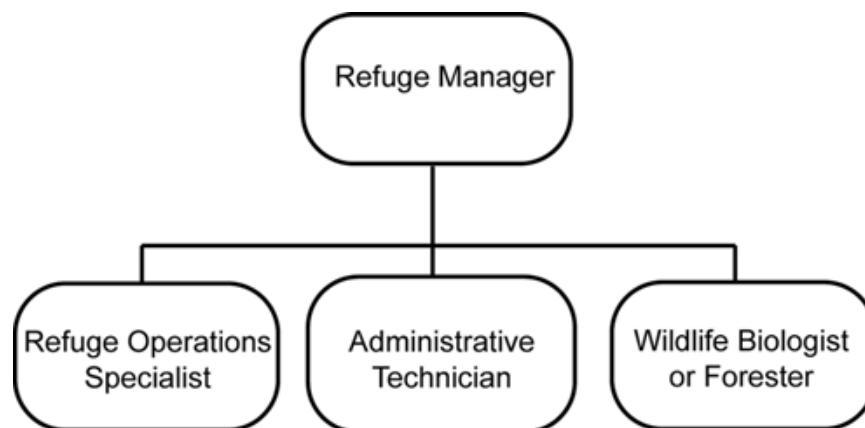 Refuge Manager
Refuge Operations
Specialist
Administrative
Technician
Wildlife Biologist
or Forester